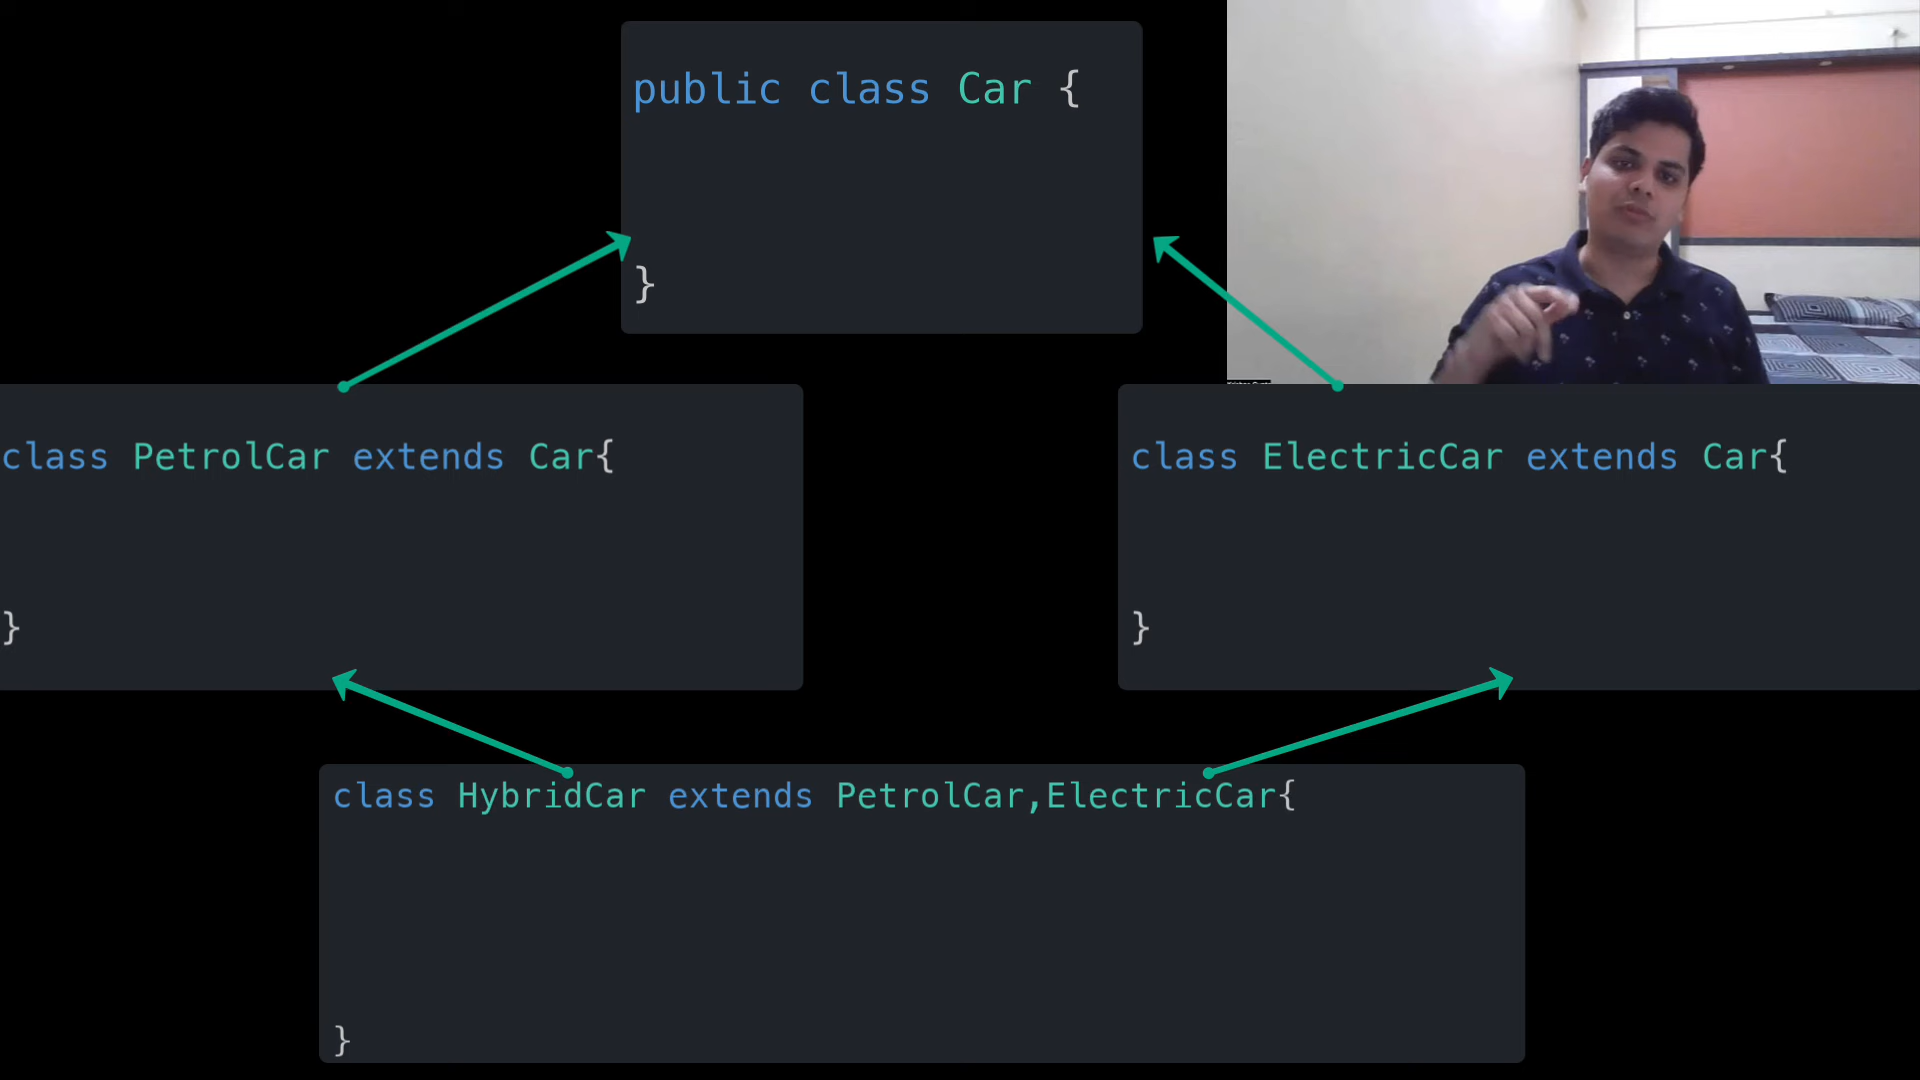 public class Car {
}
class PetrolCar extends Car{
}
class ElectricCar extends Car{
}
class HybridCar extends PetrolCar,ElectricCar{
}